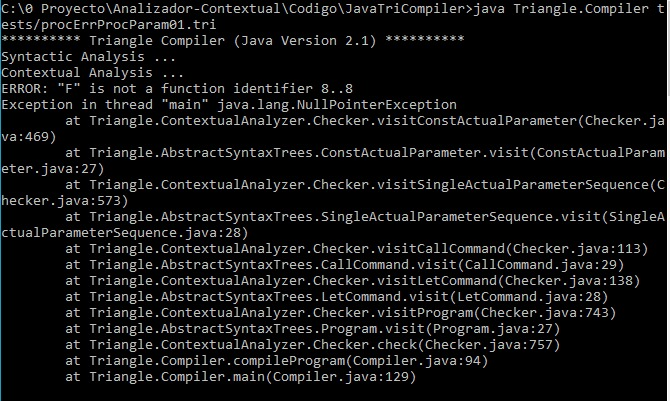 C:\0 Proyecto\Analizador-Contextual\Codigo\JavaTriCompiler>java Triangle.Compiler t
ests/procErrProcParam01.tri
********** Triangle Compiler (Java Version 2.1) **********
Syntactic Analysis ...
Contextual Analysis ...
ERROR: "F" is not a function identifier 8..8
Exception in thread "main" java.lang.NullPointerException
        at Triangle.ContextualAnalyzer.Checker.visitConstActualParameter(Checker.ja
va:469)
        at Triangle.AbstractSyntaxTrees.ConstActualParameter.visit(ConstActualParam
eter.java:27)
        at Triangle.ContextualAnalyzer.Checker.visitSingleActualParameterSequence(C
hecker.java:573)
        at Triangle.AbstractSyntaxTrees.SingleActualParameterSequence.visit(SingleA
ctualParameterSequence.java:28)
        at Triangle.ContextualAnalyzer.Checker.visitCallCommand(Checker.java:113)
        at Triangle.AbstractSyntaxTrees.CallCommand.visit(CallCommand.java:29)
        at Triangle.ContextualAnalyzer.Checker.visitLetCommand(Checker.java:138)
        at Triangle.AbstractSyntaxTrees.LetCommand.visit(LetCommand.java:28)
        at Triangle.ContextualAnalyzer.Checker.visitProgram(Checker.java:743)
        at Triangle.AbstractSyntaxTrees.Program.visit(Program.java:27)
        at Triangle.ContextualAnalyzer.Checker.check(Checker.java:757)
        at Triangle.Compiler.compileProgram(Compiler.java:94)
        at Triangle.Compiler.main(Compiler.java:129)